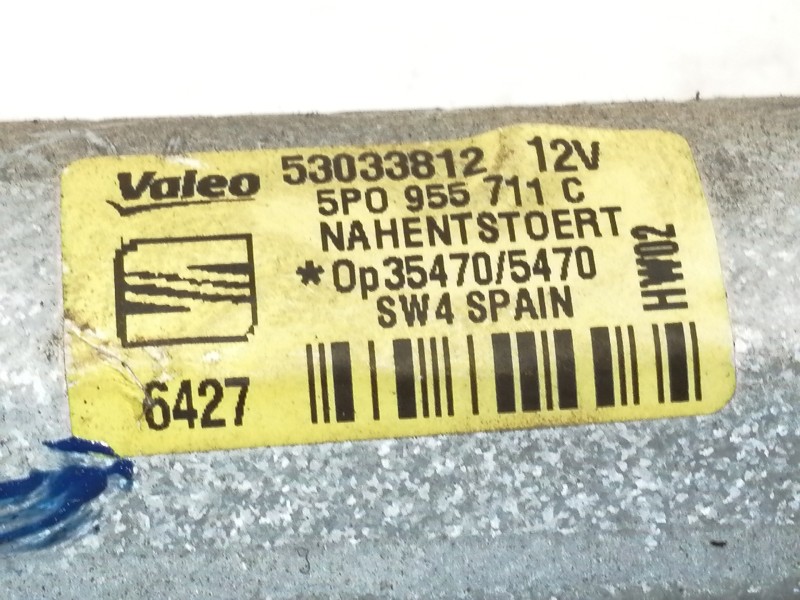 Valeo 53033812 12V
5P0 955 711 C
NAHENTSTOERT
*Op35470/5470
SW4 SPAIN
HW02
6427